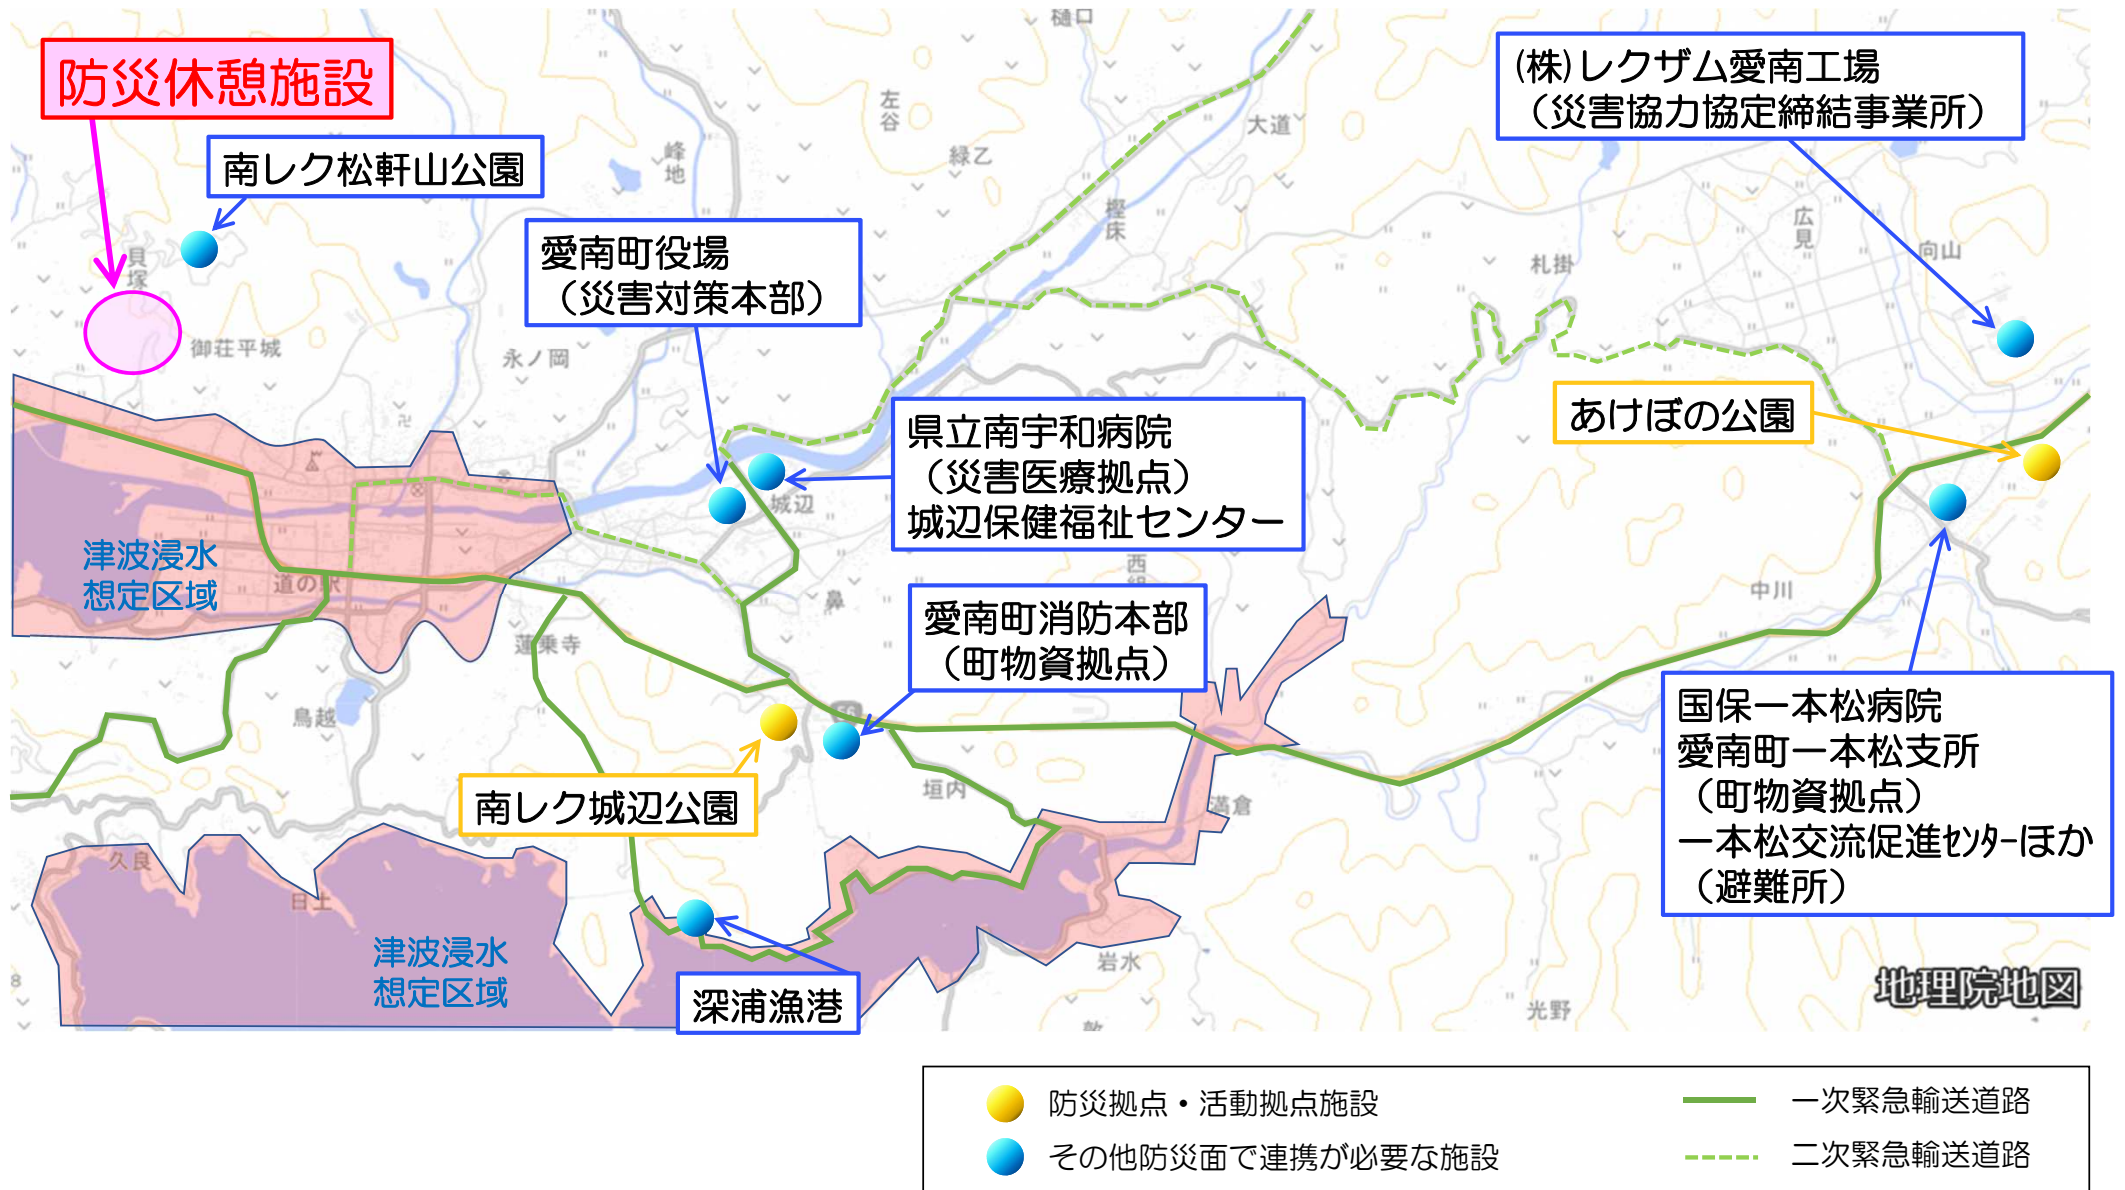 樋口
防災休憩施設
(株)レクザム愛南工場
（災害協力協定締結事業所）
左谷
大道
南レク松軒山公園
峰地
緑乙
樫床
広見
向山
愛南町役場
（災害対策本部）
貝塚
札掛
御荘平城
永ノ岡
あけぼの公園
県立南宇和病院
（災害医療拠点）
城辺保健福祉センター
城辺
津波浸水
想定区域
道の駅
中川
鼻
愛南町消防本部
（町物資拠点）
蓮乗寺
国保一本松病院
愛南町一本松支所
（町物資拠点）
一本松交流促進ｾﾝﾀｰほか
（避難所）
鳥越
56
南レク城辺公園
垣内
満倉
久良
日土
津波浸水
想定区域
岩水
8
深浦漁港
光野
地理院地図
防災拠点・活動拠点施設
一次緊急輸送道路
その他防災面で連携が必要な施設
二次緊急輸送道路